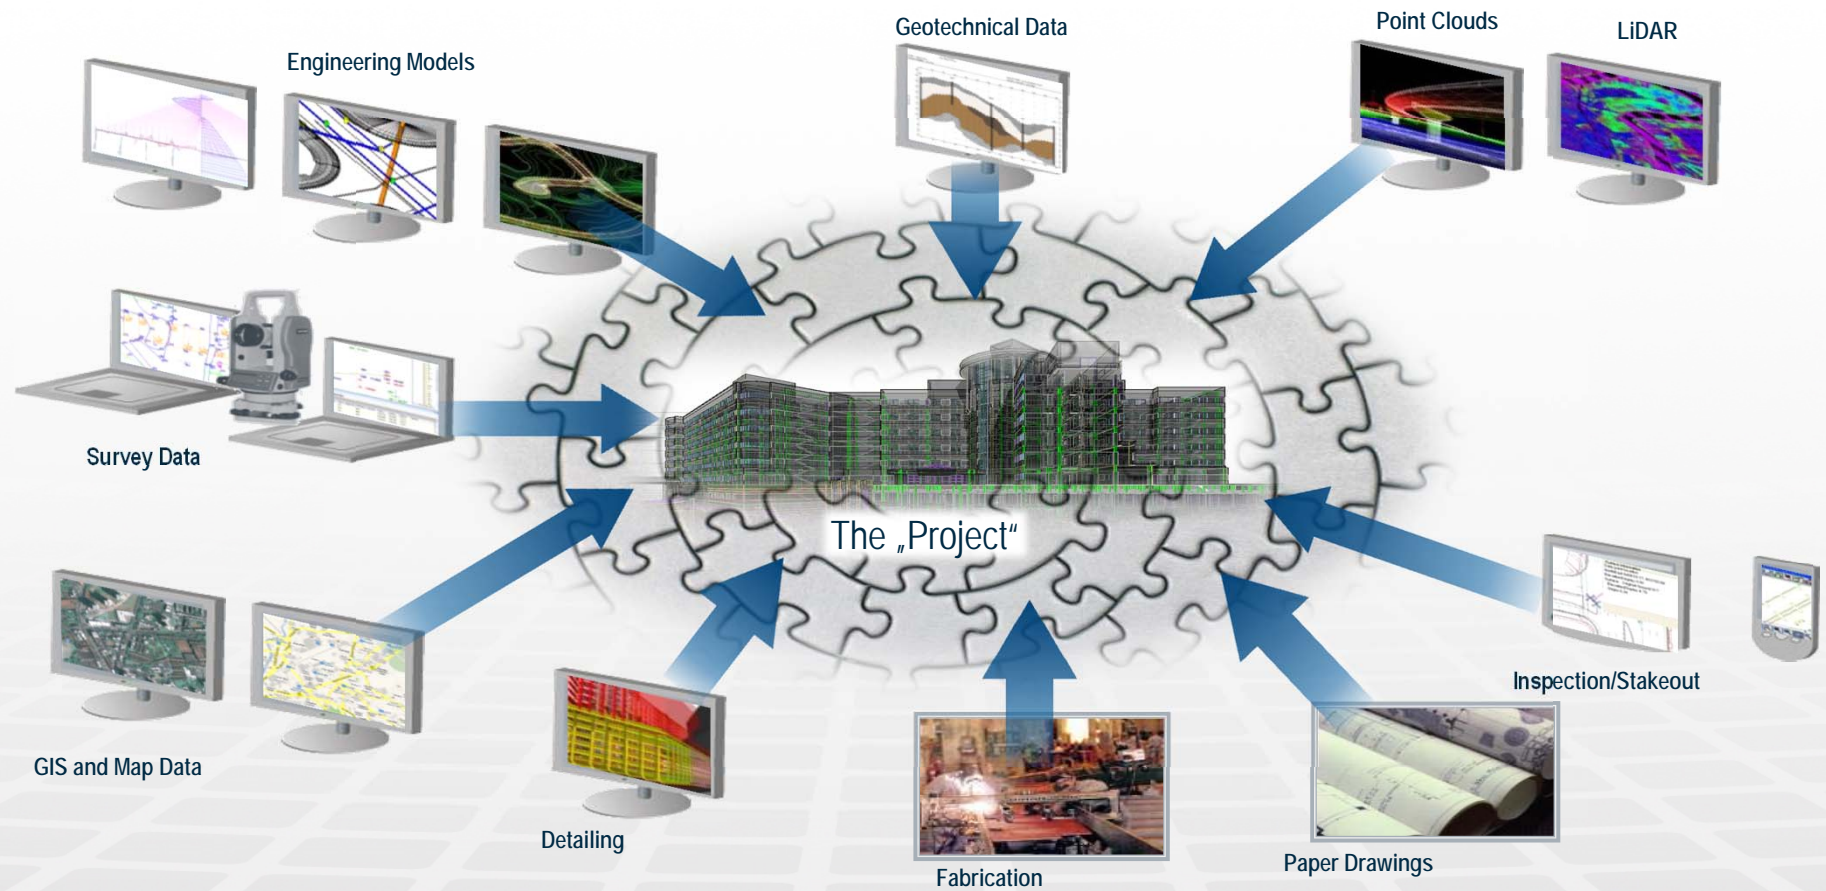 Point Clouds
LiDAR
Geotechnical Data
Engineering Models
Survey Data
The „Project“
Inspection/Stakeout
GIS and Map Data
Detailing
Paper Drawings
Fabrication